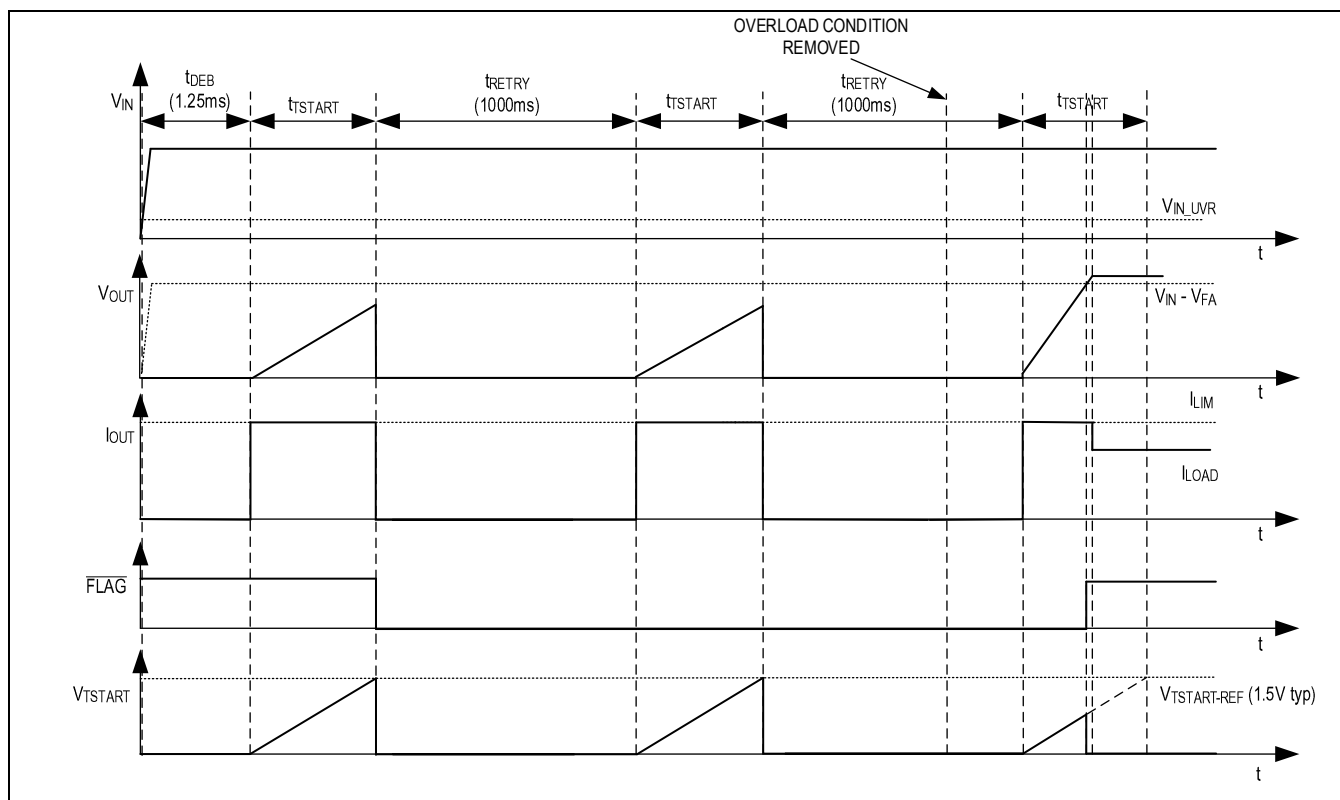 OVERLOAD CONDITION
REMOVED
tDEB
(1.25ms)
tTSTART
tRETRY
(1000ms)
tTSTART
tRETRY
(1000ms)
tTSTART
VIN
VIN_UVR
t
VOUT
VIN - VFA
t
ILIM
IOUT
ILOAD
t
FLAG
t
VTSTART
VTSTART-REF (1.5V typ)
t